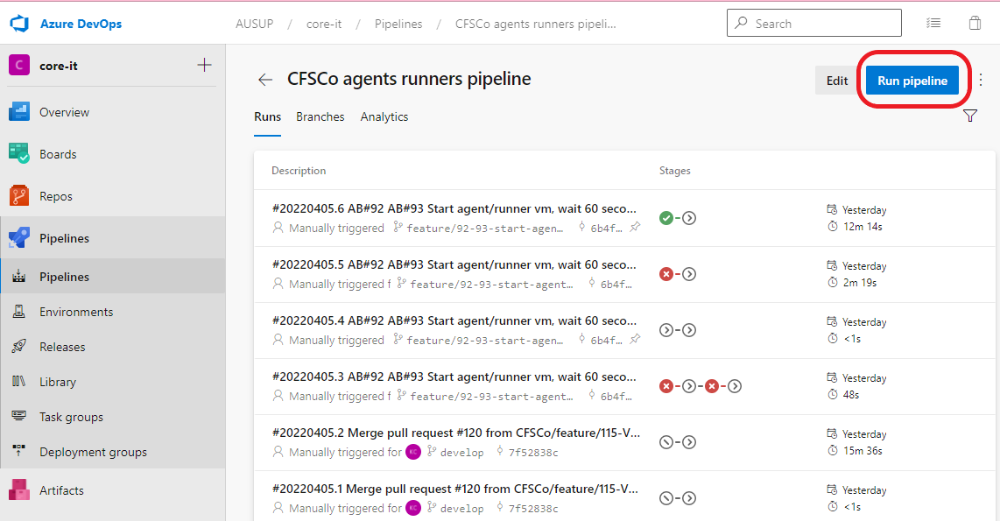 Azure DevOps
AUSUP / core-it / Pipelines / CFSCo agents runners pipeli...
Search
C core-it
Overview
Boards
Repos
Pipelines
Pipelines
Environments
Releases
Library
Task groups
Deployment groups
Artifacts
CFSCo agents runners pipeline
Edit
Run pipeline
Runs Branches Analytics
Description Stages
#20220405.6 AB#92 AB#93 Start agent/runner vm, wait 60 seco... Yesterday
Manually triggered feature/92-93-start-agen... 6b4f... 12m 14s
#20220405.5 AB#92 AB#93 Start agent/runner vm, wait 60 seco... Yesterday
Manually triggered f feature/92-93-start-agent... 6b4f... 2m 19s
#20220405.4 AB#92 AB#93 Start agent/runner vm, wait 60 seco... Yesterday
Manually triggered feature/92-93-start-agen... 6b4f... <1s
#20220405.3 AB#92 AB#93 Start agent/runner vm, wait 60 seco... Yesterday
Manually triggered f feature/92-93-start-agent... 6b4f... 48s
#20220405.2 Merge pull request #120 from CFSCo/feature/115-V... Yesterday
Manually triggered for KC develop 7f52838c 15m 36s
#20220405.1 Merge pull request #120 from CFSCo/feature/115-V... Yesterday
Manually triggered for KC develop 7f52838c <1s